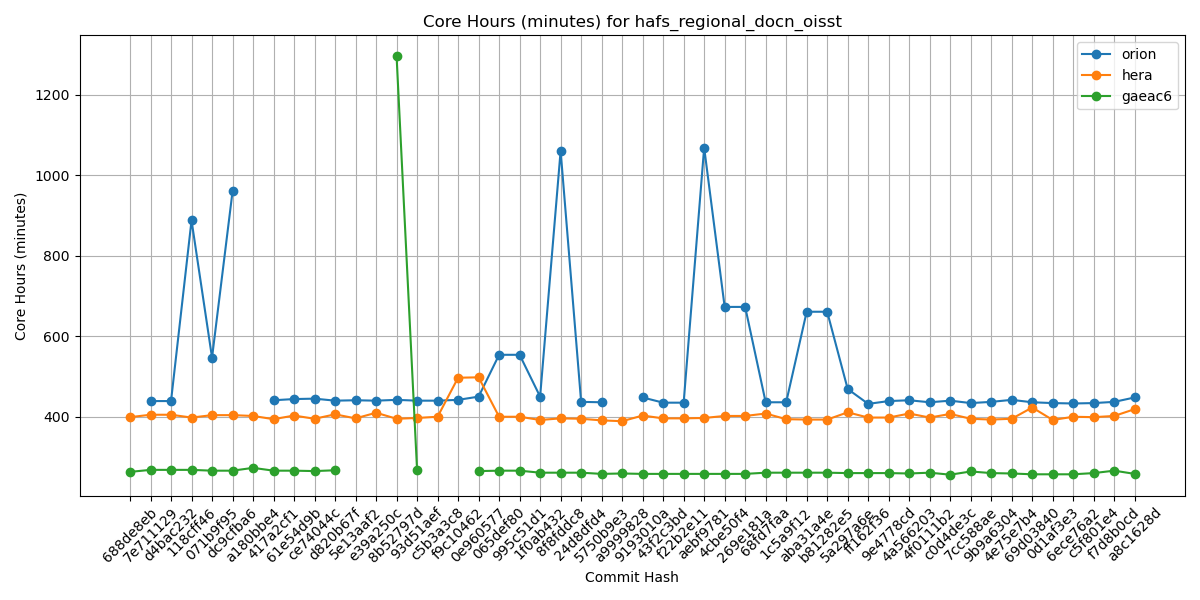 Core Hours (minutes) for hafs_regional_docn_oisst
orion
hera
gaeac6
Core Hours (minutes)
1200
1000
800
600
400
688de8eb
7e711129
d4bac232
118cff46
071b9f95
dc9cfba6
a180bbe4
417a2cf1
61e54d9b
ce74044c
d820b67f
5e13aaf2
e39a250c
8b52797d
93d51aef
c5b3a3c8
f9c10462
0e960577
065def80
995c51d1
1f0ab432
8f8fddc8
24d8dfd4
5750b9e3
a9999828
9193010a
43f2c3bd
f22b2e11
aebf9781
4cbe50f4
269e181a
68fd7faa
1c5a9f12
aba31a4e
b81282e5
5a297a6e
ff162f36
9e4778cd
4a566203
4f0111b2
c0d4de3c
7cc588ae
9b9a6304
4e75e7b4
69d03840
0d1af3e3
6ece76a2
c5f801e4
f7d8b0cd
a8c1628d
Commit Hash